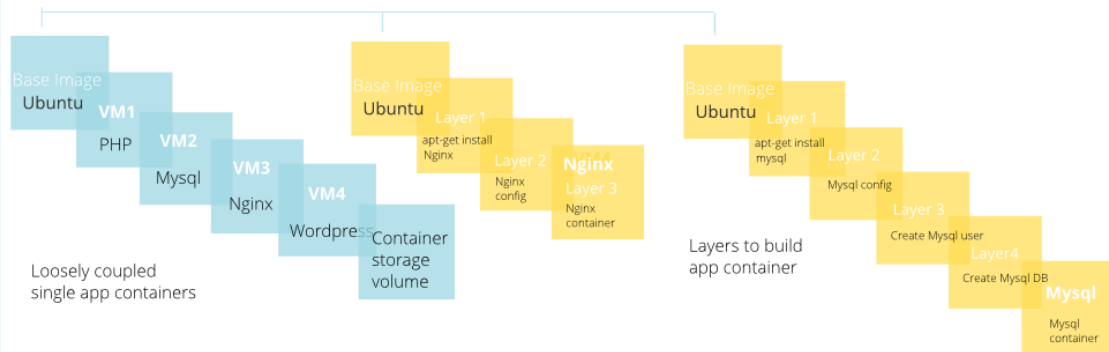 Base Image
Ubuntu
VM1
PHP
VM2
Mysql
VM3
Nginx
VM4
Wordpress
Container
storage
volume
Loosely coupled
single app containers
Base Image
Ubuntu
Layer 1
apt-get install
Nginx
Layer 2
Nginx
config
Nginx
Layer 3
Nginx
container
Base Image
Ubuntu
Layer 1
apt-get install
mysql
Layer 2
Mysql config
Layer 3
Create Mysql user
Layer4
Create Mysql DB
Mysql
Mysql
container
Layers to build
app container